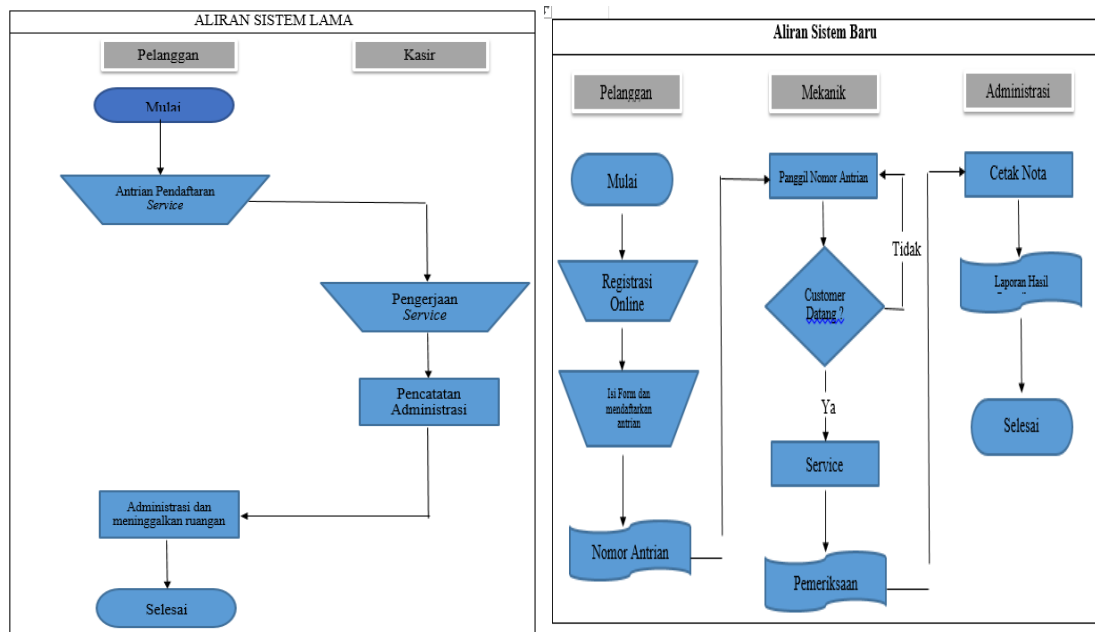 ALIRAN SISTEM LAMA
Pelanggan
Kasir
Mulai
Antrian Pendaftaran
Service
Pengerjaan
Service
Pencatatan
Administrasi
Administrasi dan
meninggalkan ruangan
Selesai
Aliran Sistem Baru
Pelanggan
Mekanik
Administrasi
Mulai
Registrasi
Online
Isi Form dan
mendaftarkan
antrian
Nomor Antrian
Panggil Nomor Antrian
Tidak
Customer
Datang ?
Ya
Service
Pemeriksaan
Cetak Nota
Laporan Hasil
Selesai